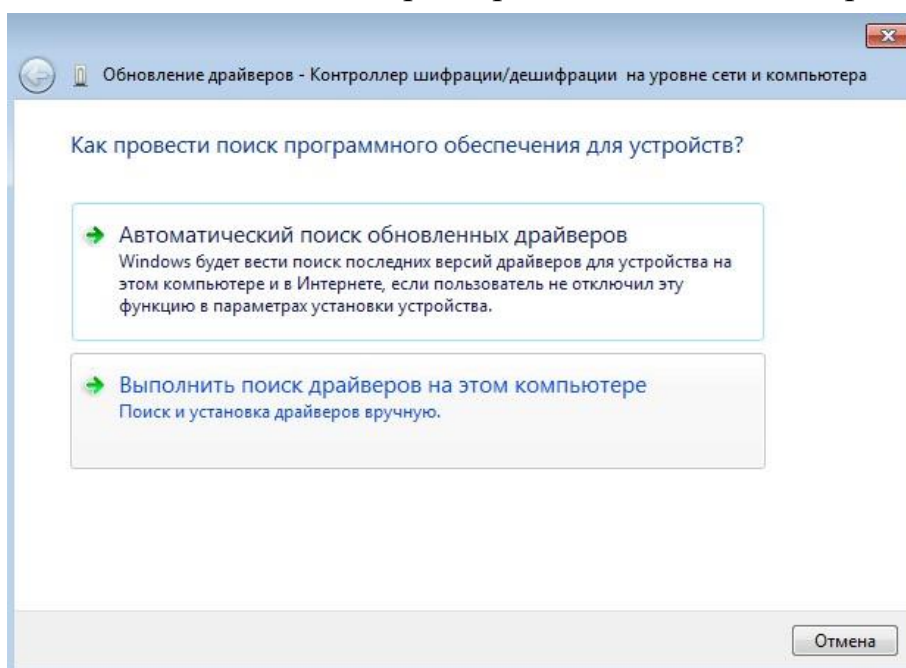 Обновление драйверов - Контроллер шифрации/дешифрации на уровне сети и компьютера
Как провести поиск программного обеспечения для устройств?
Автоматический поиск обновленных драйверов
Windows будет вести поиск последних версий драйверов для устройства на
этом компьютере и в Интернете, если пользователь не отключил эту
функцию в параметрах установки устройства.
Выполнить поиск драйверов на этом компьютере
Поиск и установка драйверов вручную.
Отмена